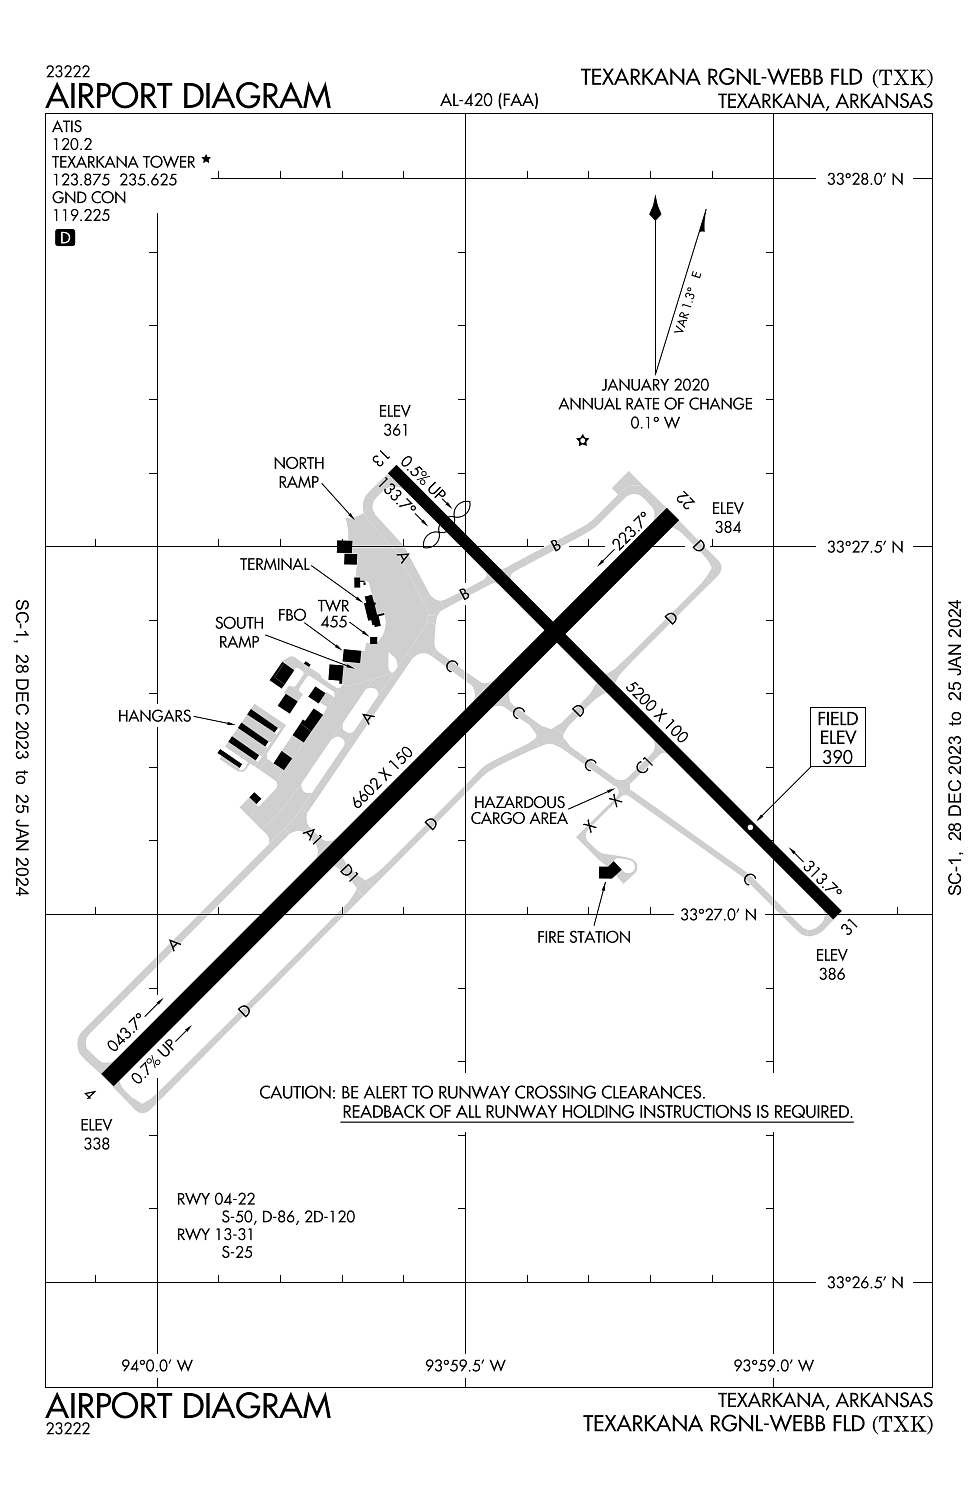 23222
AIRPORT DIAGRAM
AL-420 (FAA)
TEXARKANA RGNL-WEBB FLD (TXK)
TEXARKANA, ARKANSAS
ATIS
120.2
TEXARKANA TOWER
123.875 235.625
GND CON
119.225
D
33°28.0' N
VAR 1.3° E
JANUARY 2020
ANNUAL RATE OF CHANGE
0.1° W
ELEV
361
13
0.5% UP
133.7°
NORTH
RAMP
22
ELEV
384
223.7°
A
B
D
33°27.5' N
TERMINAL
B
TWR
455
FBO
SOUTH
RAMP
D
C
5200 X 100
HANGARS
A
C
D
FIELD
ELEV
390
6602 X 150
C
C1
HAZARDOUS
CARGO AREA
X
X
D
A1
D1
C
313.7°
33°27.0' N
31
FIRE STATION
ELEV
386
A
D
043.7°
0.7% UP
4
ELEV
338
CAUTION: BE ALERT TO RUNWAY CROSSING CLEARANCES.
READBACK OF ALL RUNWAY HOLDING INSTRUCTIONS IS REQUIRED.
RWY 04-22
S-50, D-86, 2D-120
RWY 13-31
S-25
33°26.5' N
94°0.0' W
93°59.5' W
93°59.0' W
AIRPORT DIAGRAM
23222
TEXARKANA, ARKANSAS
TEXARKANA RGNL-WEBB FLD (TXK)
SC-1, 28 DEC 2023 to 25 JAN 2024
SC-1, 28 DEC 2023 to 25 JAN 2024